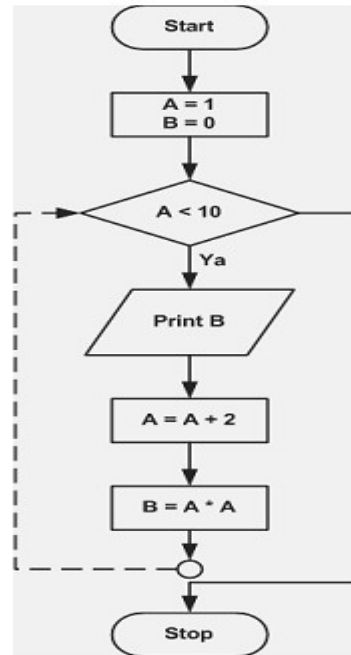 Start
A = 1
B = 0
A < 10
Ya
Print B
A = A + 2
B = A * A
Stop